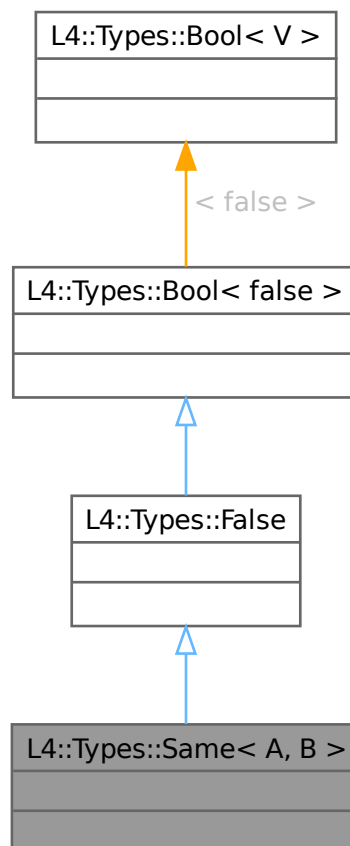 L4::Types::Bool< V >
< false >
L4::Types::Bool< false >
L4::Types::False
L4::Types::Same< A, B >